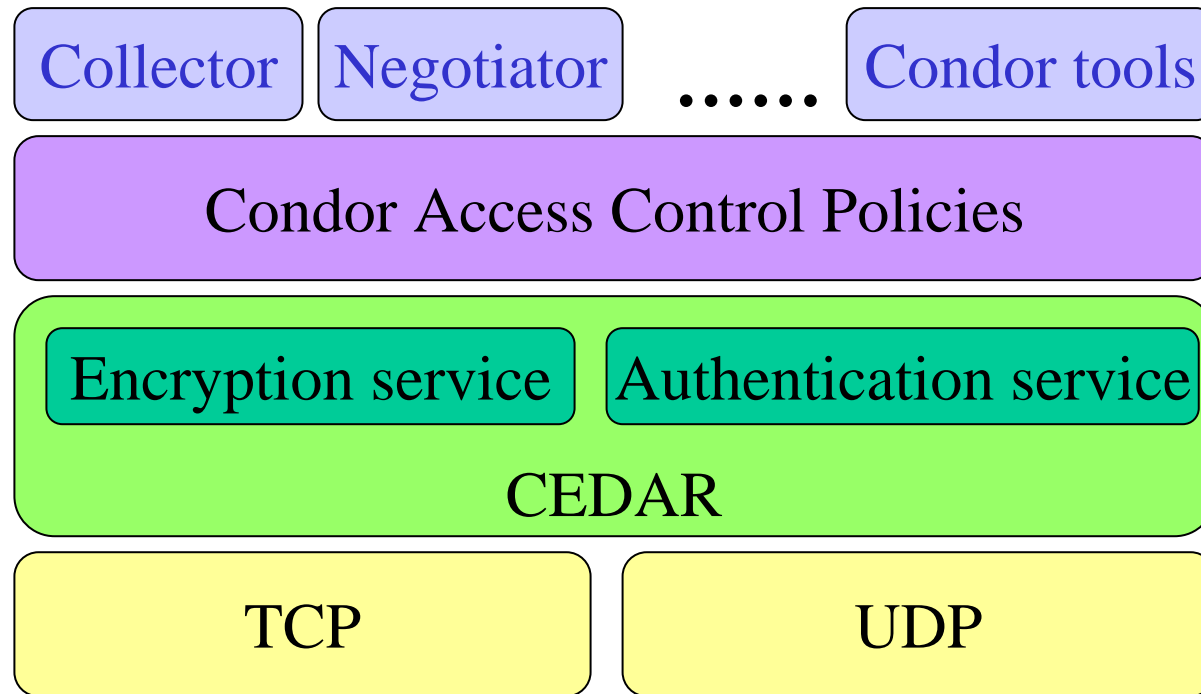 Collector Negotiator ...... Condor tools
Condor Access Control Policies
Encryption service Authentication service
CEDAR
TCP UDP